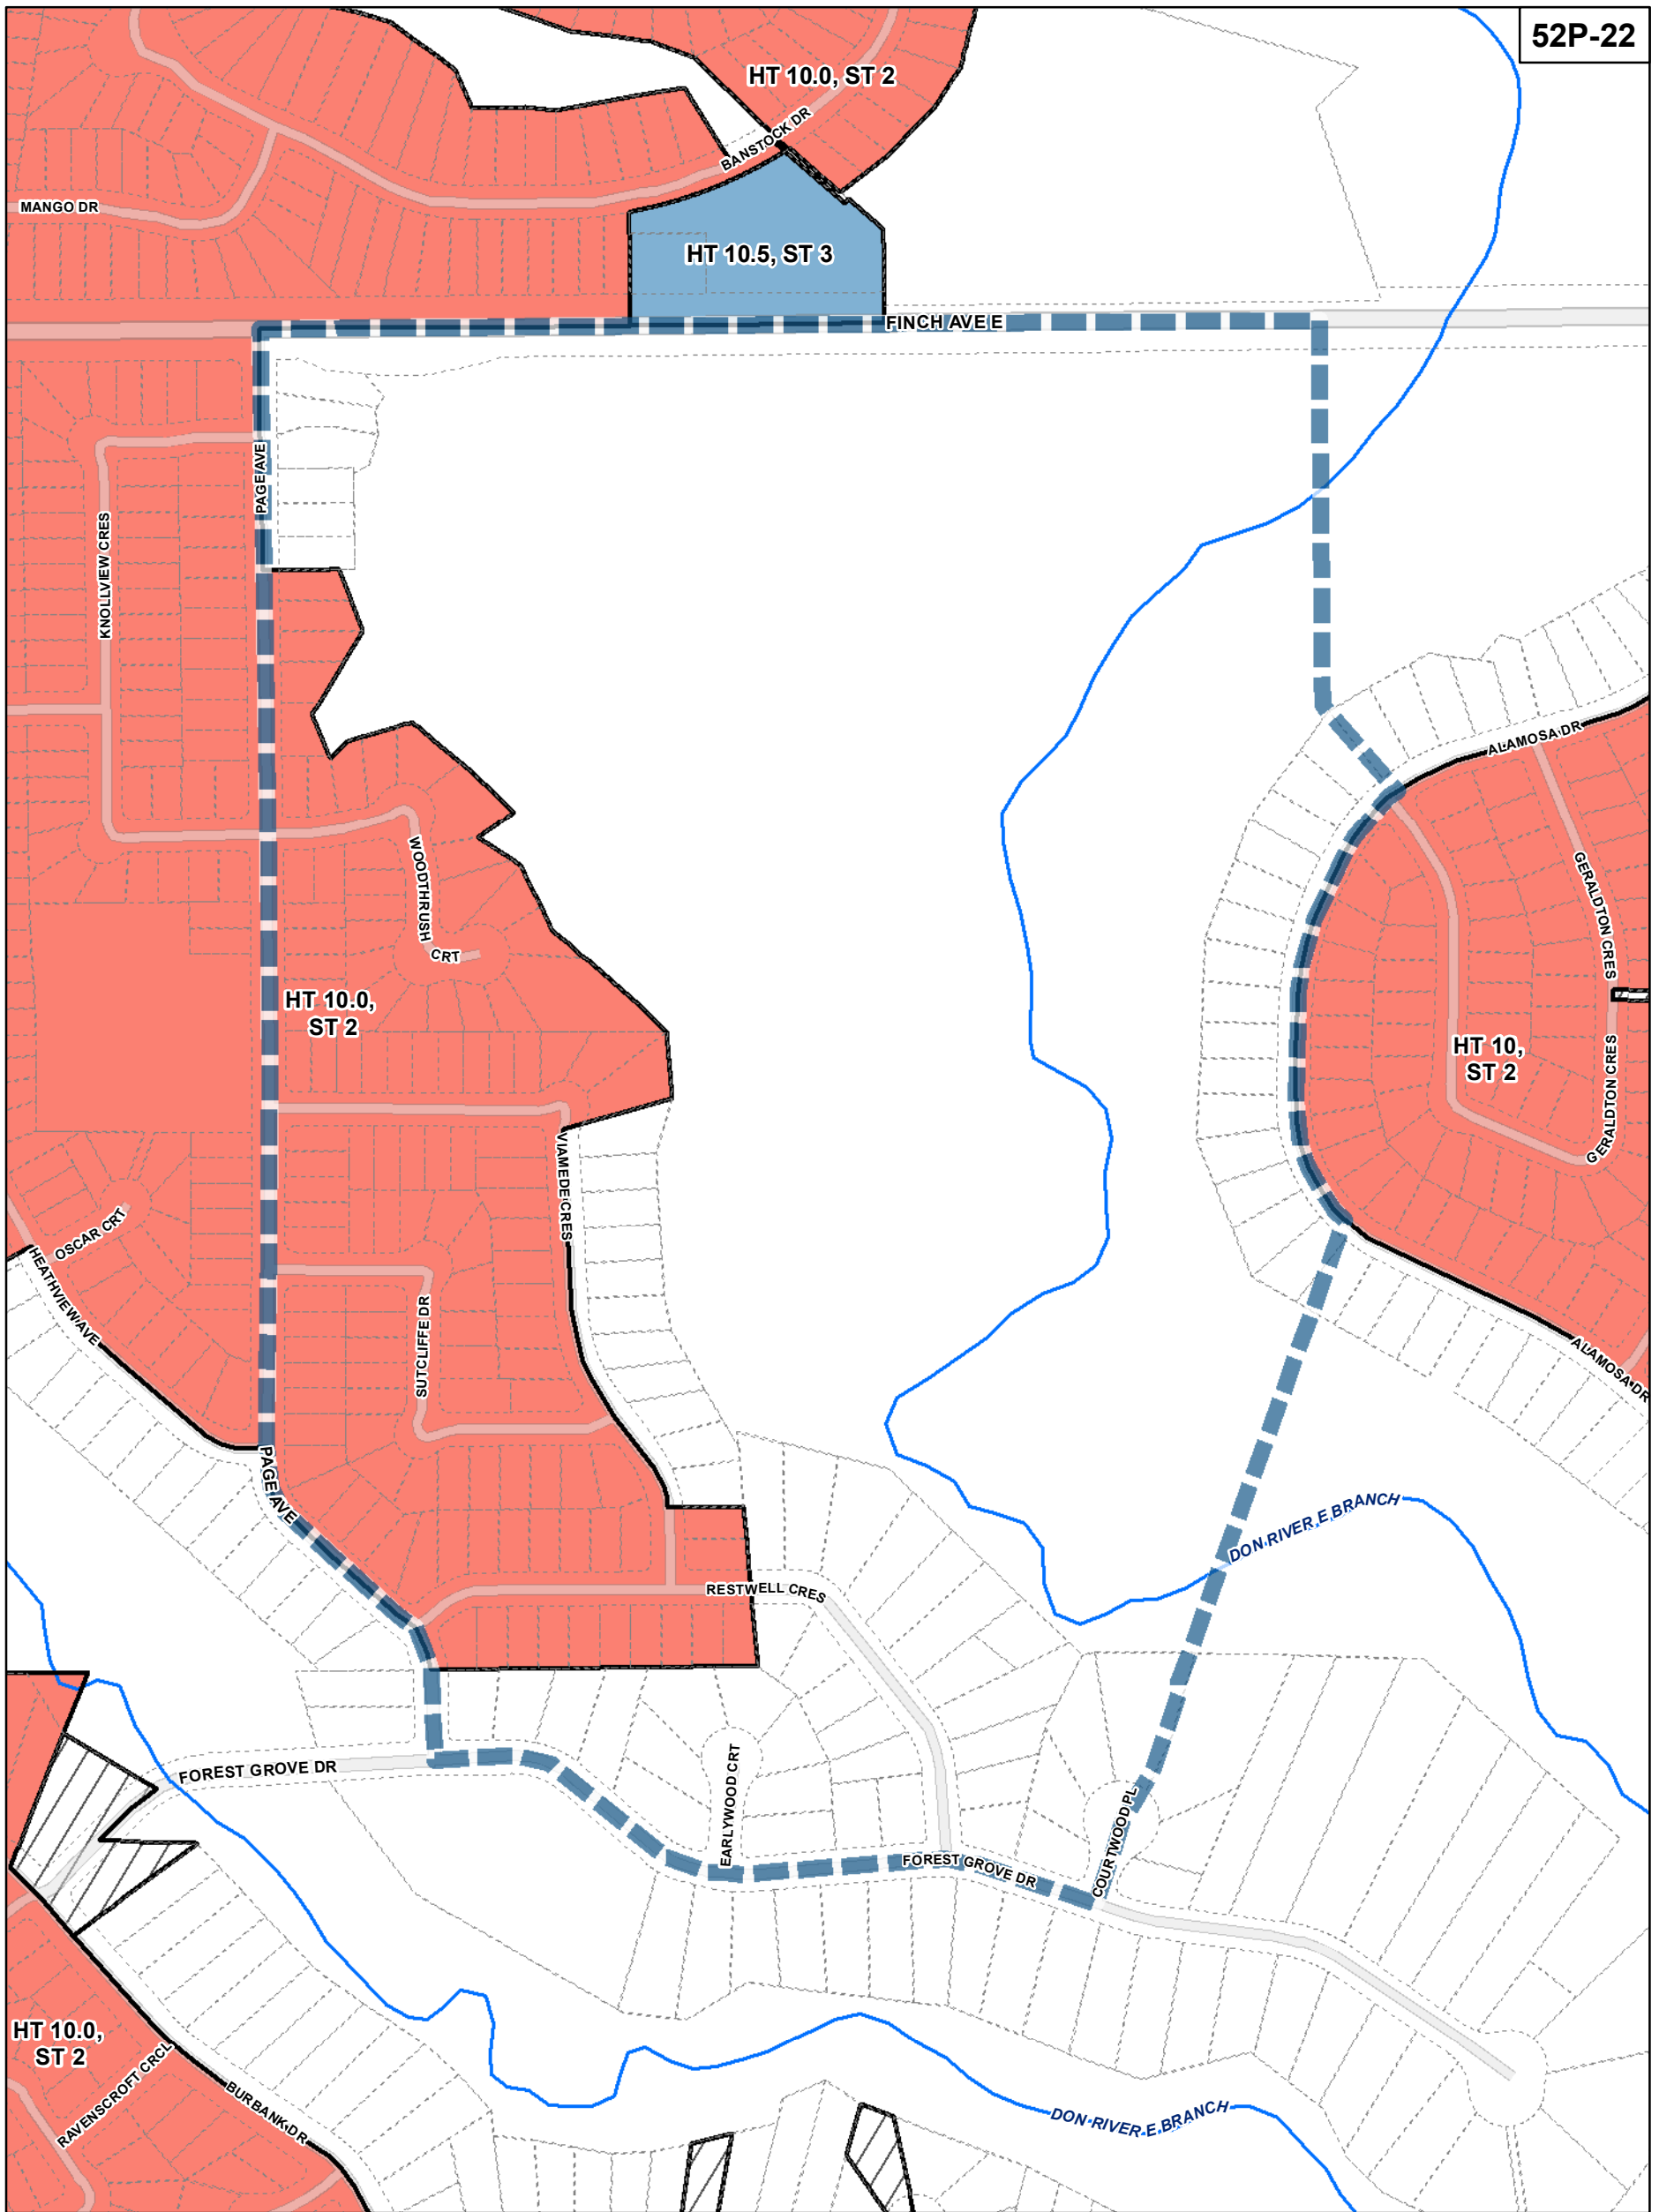 52P-22
HT 10.0, ST 2
BANSTOCK DR
MANGO DR
HT 10.5, ST 3
FINCH AVE E
PAGE AVE
KNOLLVIEW CRES
ALAMOSA DR
WOODTHRUSH
CRT
GERALDTON CRES
HT 10.0,
ST 2
HT 10,
ST 2
GERALDTON CRES
VIAMEDE CRES
OSCAR CRT
HEATHVIEW AVE
SUTCLIFFE DR
ALAMOSA DR
PAGE AVE
DON RIVER E BRANCH
RESTWELL CRES
FOREST GROVE DR
EARLYWOOD CRT
COURTWOOD PL
FOREST GROVE DR
HT 10.0,
ST 2
RAVENSCROFT CRCL
BURBANK DR
DON RIVER E BRANCH